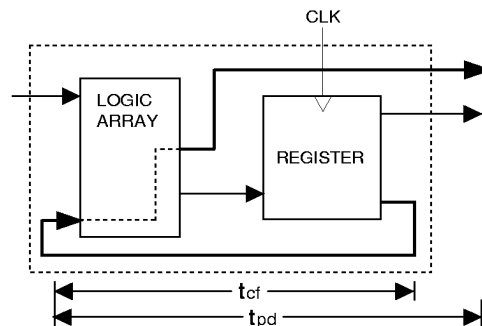 CLK
LOGIC
ARRAY
REGISTER
tcf
tpd